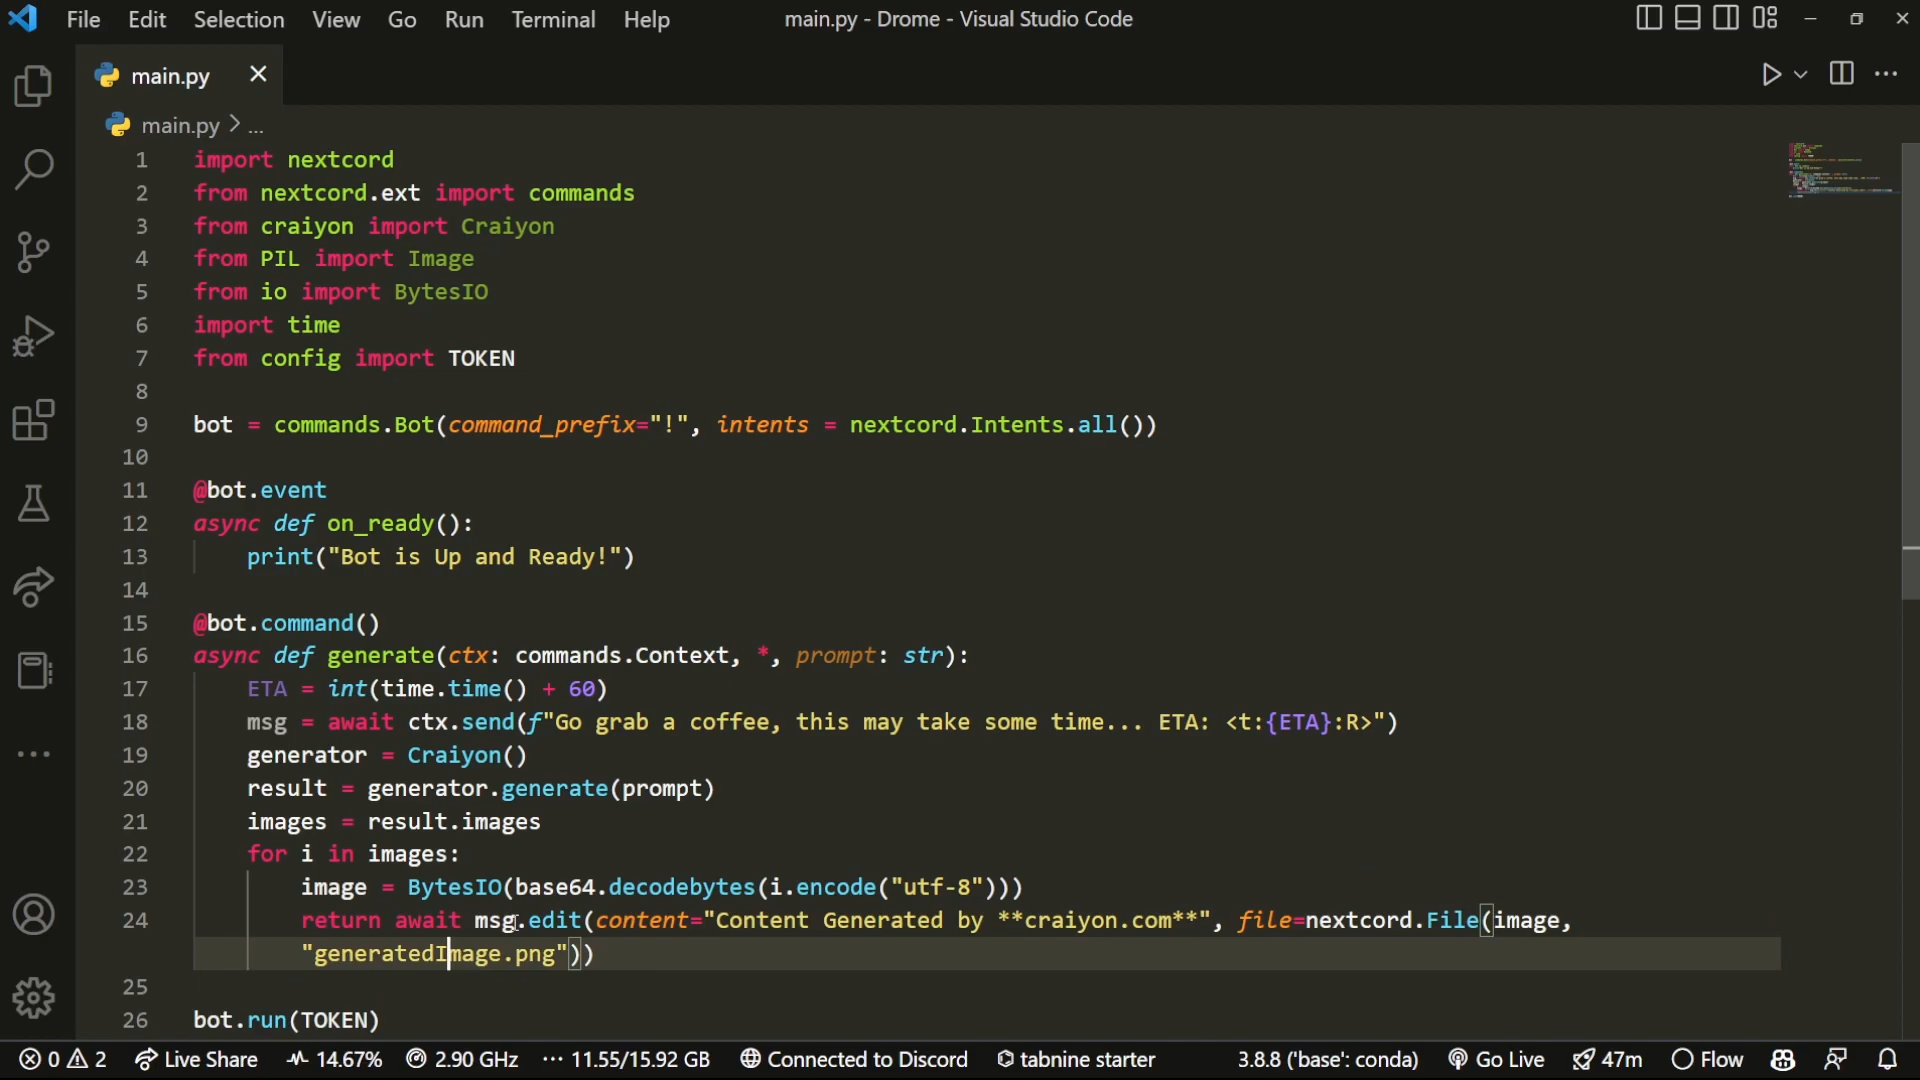 File Edit Selection View Go Run Terminal Help main.py - Drome - Visual Studio Code
main.py
main.py > ...
1 import nextcord
2 from nextcord.ext import commands
3 from craiyon import Craiyon
4 from PIL import Image
5 from io import BytesIO
6 import time
7 from config import TOKEN
8
9 bot = commands.Bot(command_prefix="!", intents = nextcord.Intents.all())
10
11 @bot.event
12 async def on_ready():
13 print("Bot is Up and Ready!")
14
15 @bot.command()
16 async def generate(ctx: commands.Context, *, prompt: str):
17 ETA = int(time.time() + 60)
18 msg = await ctx.send(f"Go grab a coffee, this may take some time... ETA: <t:{ETA}:R>")
19 generator = Craiyon()
20 result = generator.generate(prompt)
21 images = result.images
22 for i in images:
23 image = BytesIO(base64.decodebytes(i.encode("utf-8")))
24 return await msg.edit(content="Content Generated by **craiyon.com**", file=nextcord.File(image,
"generatedImage.png"))
25
26 bot.run(TOKEN)
0 2 Live Share 14.67% 2.90 GHz 11.55/15.92 GB Connected to Discord tabnine starter 3.8.8 ('base': conda) Go Live 47m Flow